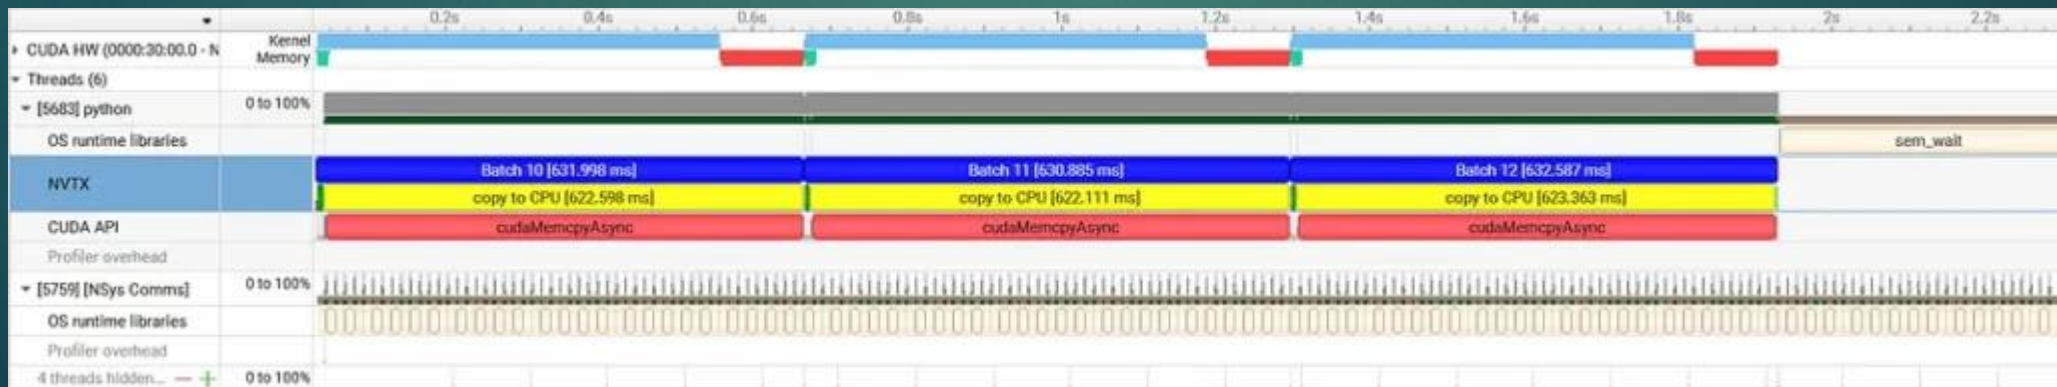 0.2s 0.4s 0.6s 0.8s 1s 1.2s 1.4s 1.6s 1.8s 2s 2.2s
CUDA HW (0000:30:00.0 - N
Kernel
Memory
Threads (6)
[5683] python 0 to 100%
OS runtime libraries sem_wait
NVTX
Batch 10 [631.998 ms] Batch 11 [630.885 ms] Batch 12 [632.587 ms]
copy to CPU [622.598 ms] copy to CPU [622.111 ms] copy to CPU [623.363 ms]
CUDA API cudaMemcpyAsync cudaMemcpyAsync cudaMemcpyAsync
Profiler overhead
[5759] [NSys Comms] 0 to 100%
OS runtime libraries
Profiler overhead
4 threads hidden... 0 to 100%